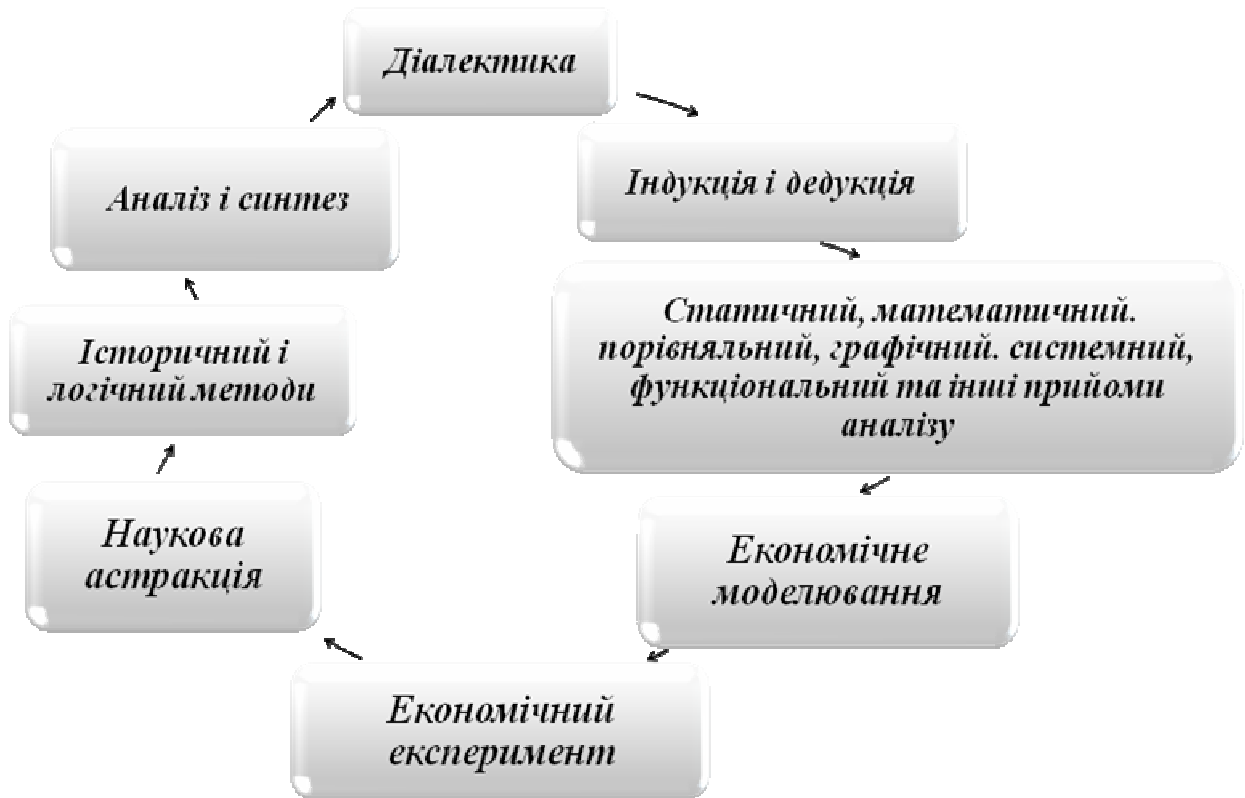 Діалектика
Індукція і дедукція
Статичний, математичний.
порівняльний, графічний. системний,
функціональний та інші прийоми
аналізу
Економічне
моделювання
Економічний
експеримент
Наукова
астракція
Історичний і
логічний методи
Аналіз і синтез